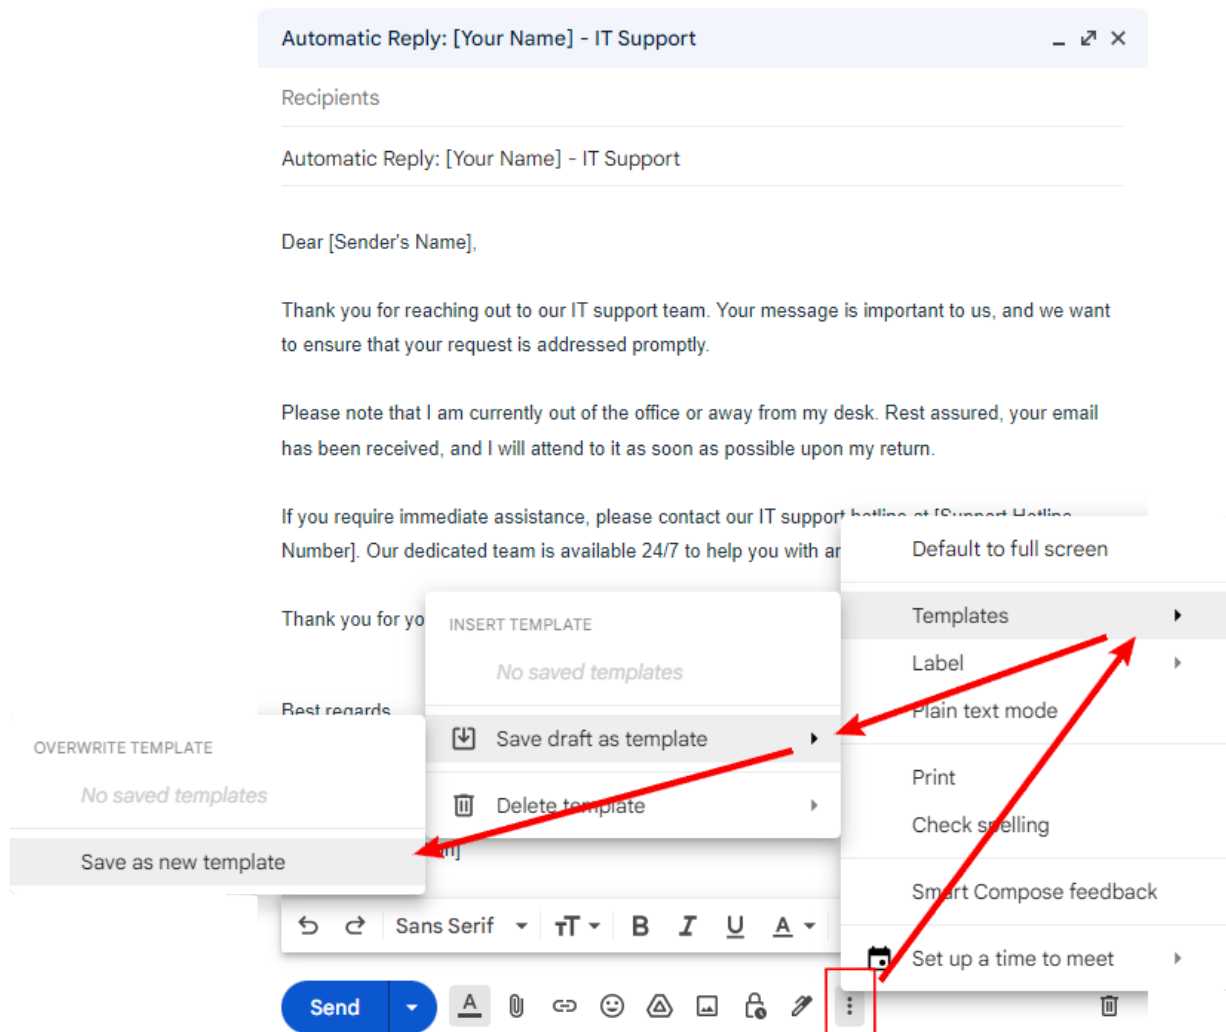 Automatic Reply: [Your Name] - IT Support
Recipients
Automatic Reply: [Your Name] - IT Support
Dear [Sender's Name],
Thank you for reaching out to our IT support team. Your message is important to us, and we want
to ensure that your request is addressed promptly.
Please note that I am currently out of the office or away from my desk. Rest assured, your email
has been received, and I will attend to it as soon as possible upon my return.
If you require immediate assistance, please contact our IT support hotline at [Support Hotline
Number]. Our dedicated team is available 24/7 to help you with
Thank you for
Best regards
Default to full screen
Templates
Label
Plain text mode
Print
Check spelling
Smart Compose feedback
Set up a time to meet
INSERT TEMPLATE
No saved templates
Save draft as template
Delete template
OVERWRITE TEMPLATE
No saved templates
Save as new template
Sans Serif
Send